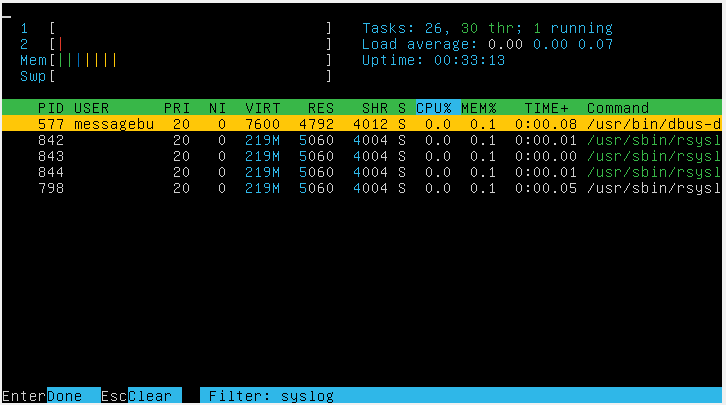 1 [ ] Tasks: 26, 30 thr; 1 running
2 [| ] Load average: 0.00 0.00 0.07
Mem[||||||| ] Uptime: 00:33:13
Swp[ ]
PID USER PRI NI VIRT RES SHR S CPU% MEM% TIME+ Command
577 messagebu 20 0 7600 4792 4012 S 0.0 0.1 0:00.08 /usr/bin/dbus-d
842 20 0 219M 5060 4004 S 0.0 0.1 0:00.01 /usr/sbin/rsysl
843 20 0 219M 5060 4004 S 0.0 0.1 0:00.00 /usr/sbin/rsysl
844 20 0 219M 5060 4004 S 0.0 0.1 0:00.01 /usr/sbin/rsysl
798 20 0 219M 5060 4004 S 0.0 0.1 0:00.05 /usr/sbin/rsysl
EnterDone EscClear Filter: syslog